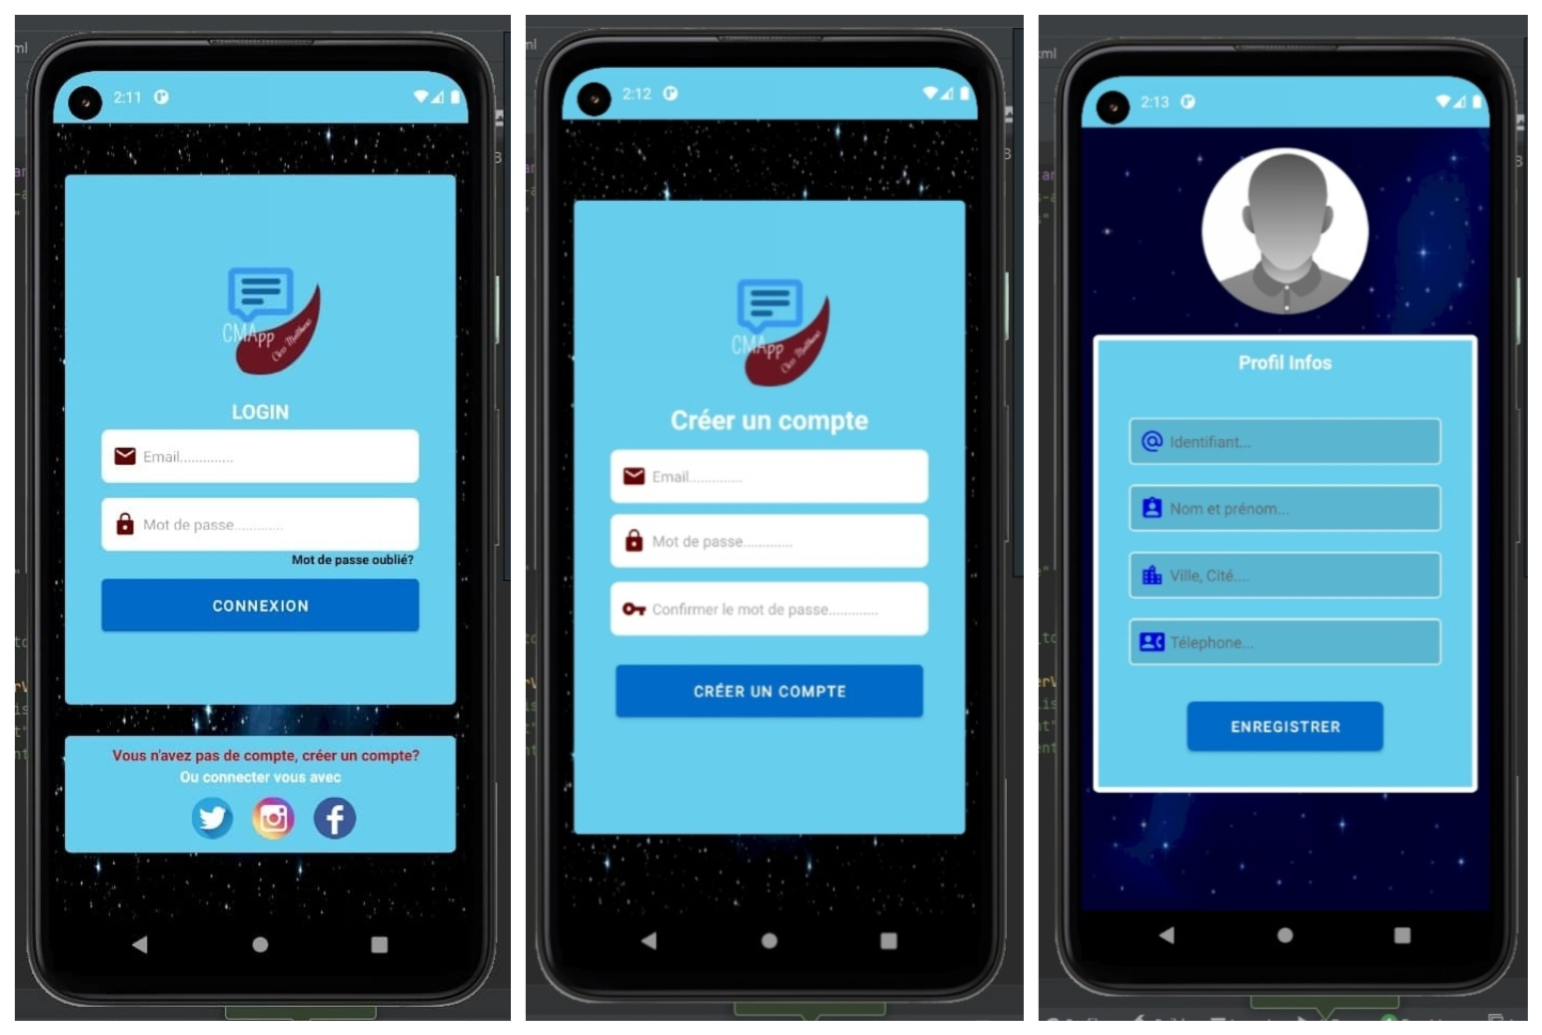 2:11
CMApp
Chez Matthieu
LOGIN
Email..............
Mot de passe.............
Mot de passe oublié?
CONNEXION
Vous n'avez pas de compte, créer un compte?
Ou connecter vous avec
2:12
CMApp
Créer un compte
Email..............
Mot de passe.............
Confirmer le mot de passe.............
CRÉER UN COMPTE
2:13
Profil Infos
Identifiant...
Nom et prénom...
Ville, Cité....
Télephone...
ENREGISTRER